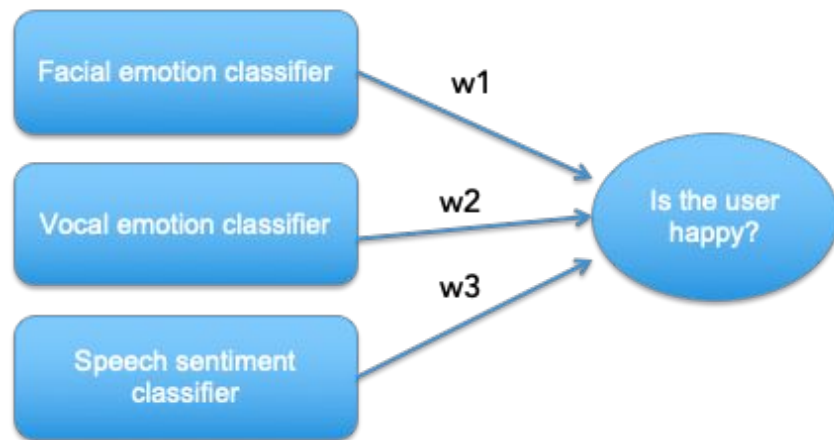 Facial emotion classifier
w1
Vocal emotion classifier
w2
Is the user
happy?
w3
Speech sentiment
classifier